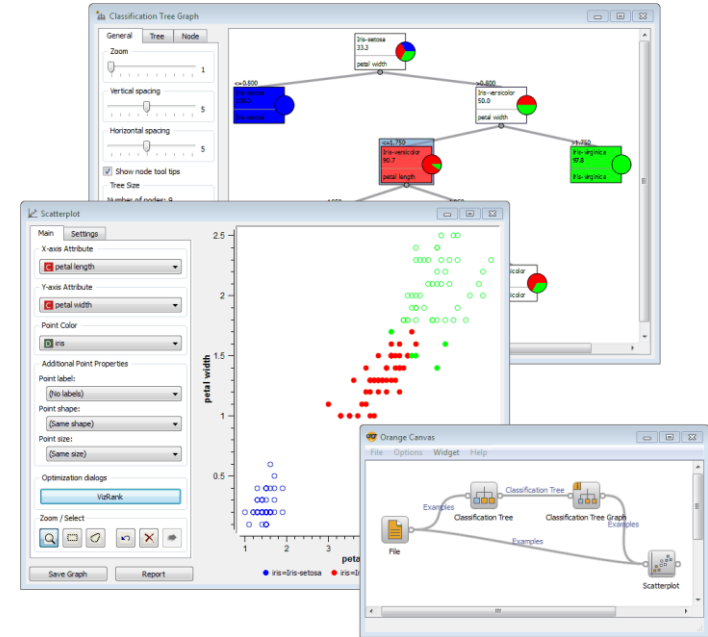 Classification Tree Graph
General Tree Node
Zoom
1
Vertical spacing
5
Horizontal spacing
5
Show node tool tips
Tree Size
Number of nodes: 9
Iris-setosa
33.3
petal width
<=0.800
>0.800
Iris-versicolor
50.0
petal width
<=1.750
Iris-versicolor
90.7
petal length
>1.750
Iris-virginica
97.8
Iris-virginica
Scatterplot
Main Settings
X-axis Attribute
C petal length
Y-axis Attribute
C petal width
Point Color
D iris
Additional Point Properties
Point label:
(No labels)
Point shape:
(Same shape)
Point size:
(Same size)
Optimization dialogs
VizRank
Zoom / Select
Save Graph Report
petal width
2.5
2
1.5
1
0.5
1 2 3
iris=Iris-setosa
Orange Canvas
File Options Widget Help
Examples
Classification Tree
Classification Tree
Classification Tree Graph
Examples
File
Examples
Scatterplot